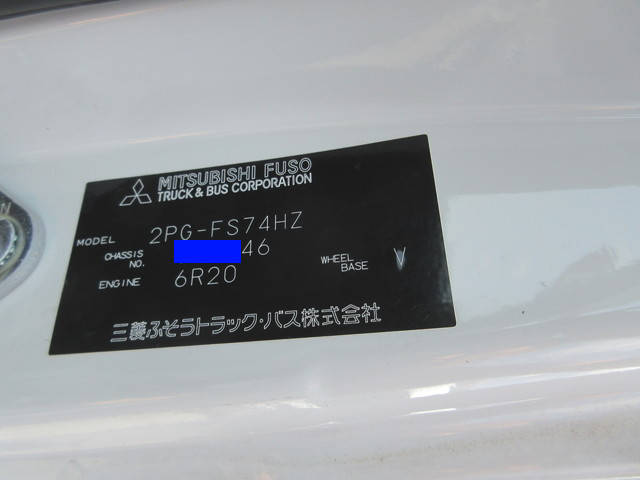 MITSUBISHI FUSO
TRUCK & BUS CORPORATION
MODEL 2PG-FS74HZ
CHASSIS NO. 46
ENGINE 6R20
WHEEL BASE V
三菱ふそうトラック・バス株式会社